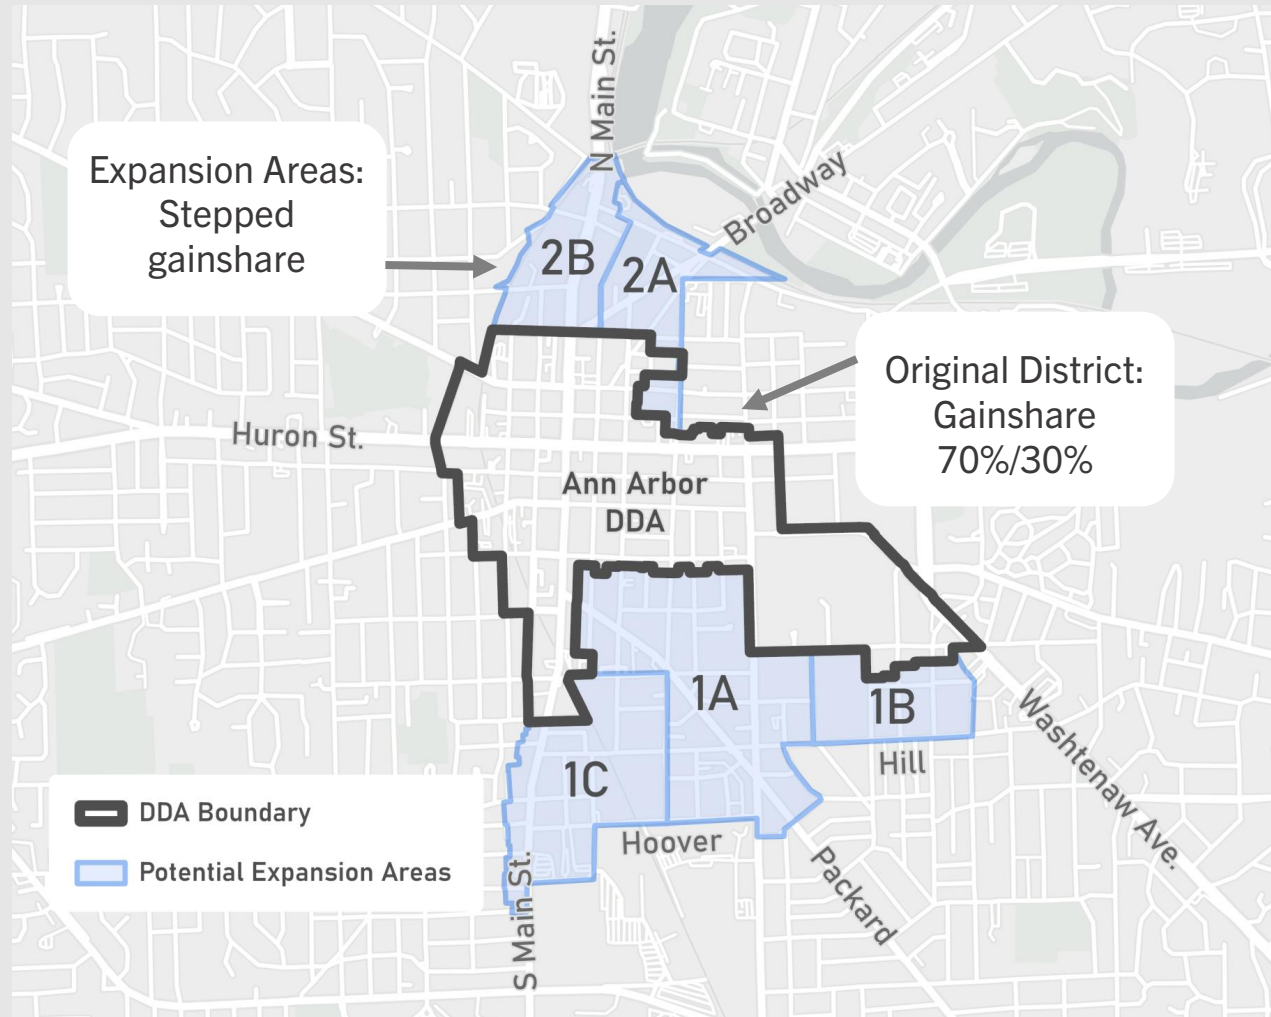 N Main St.
Expansion Areas:
Stepped
gainshare
Broadway
2B
2A
Original District:
Gainshare
70%/30%
Huron St.
Ann Arbor
DDA
1A
1B
1C
Hill
Washtenaw Ave.
DDA Boundary
Hoover
Potential Expansion Areas
Packard
S Main St.